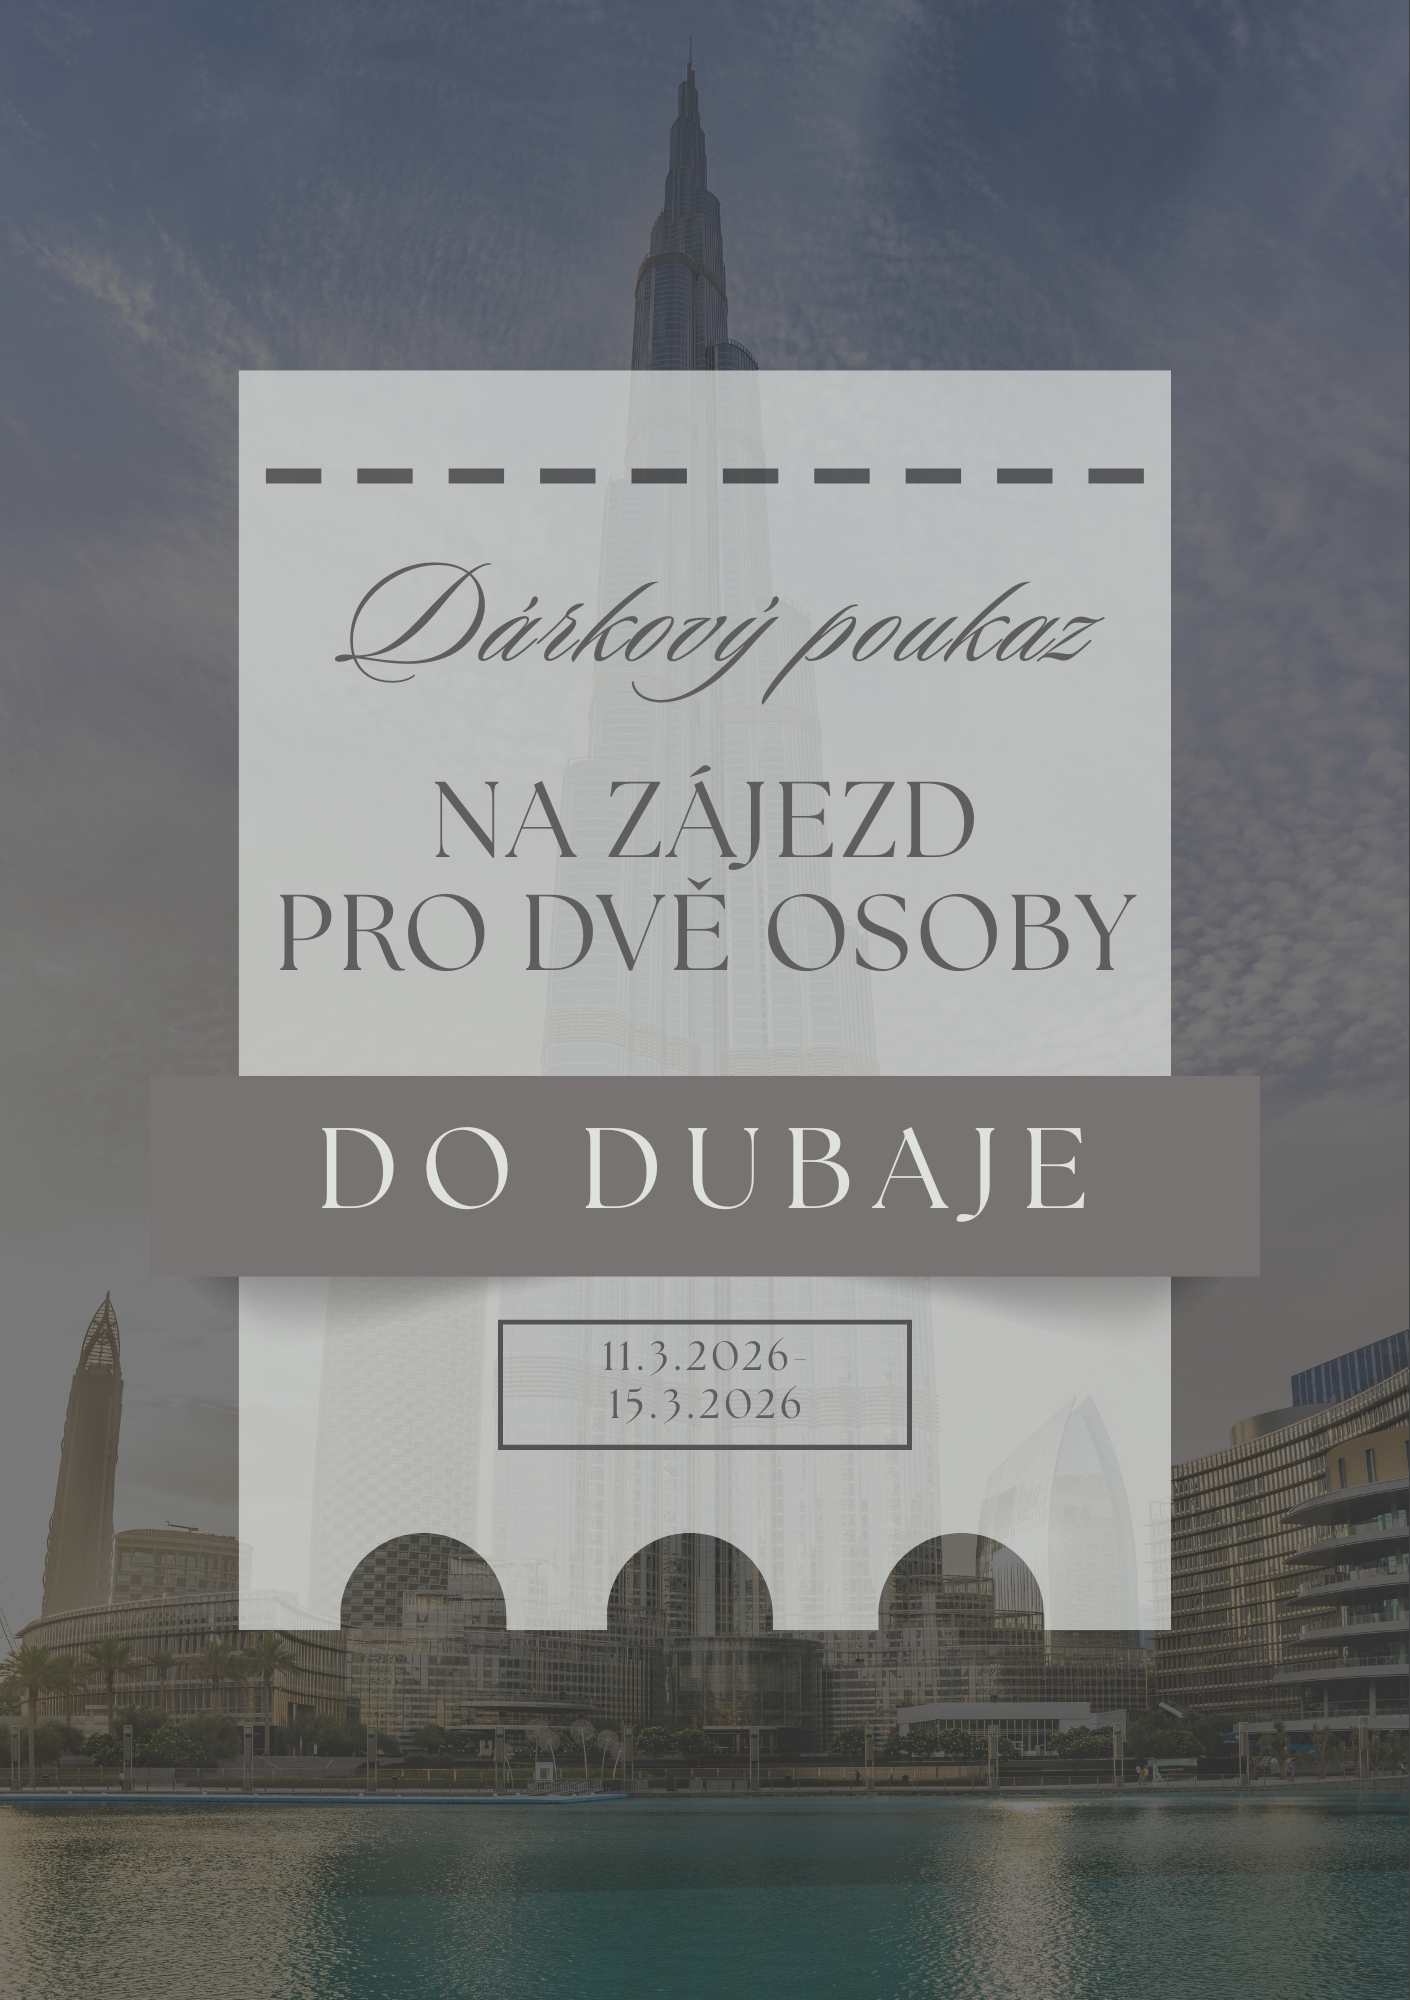 Dárkový poukaz
NA ZÁJEZD
PRO DVĚ OSOBY
DO DUBAJE
11.3.2026-
15.3.2026